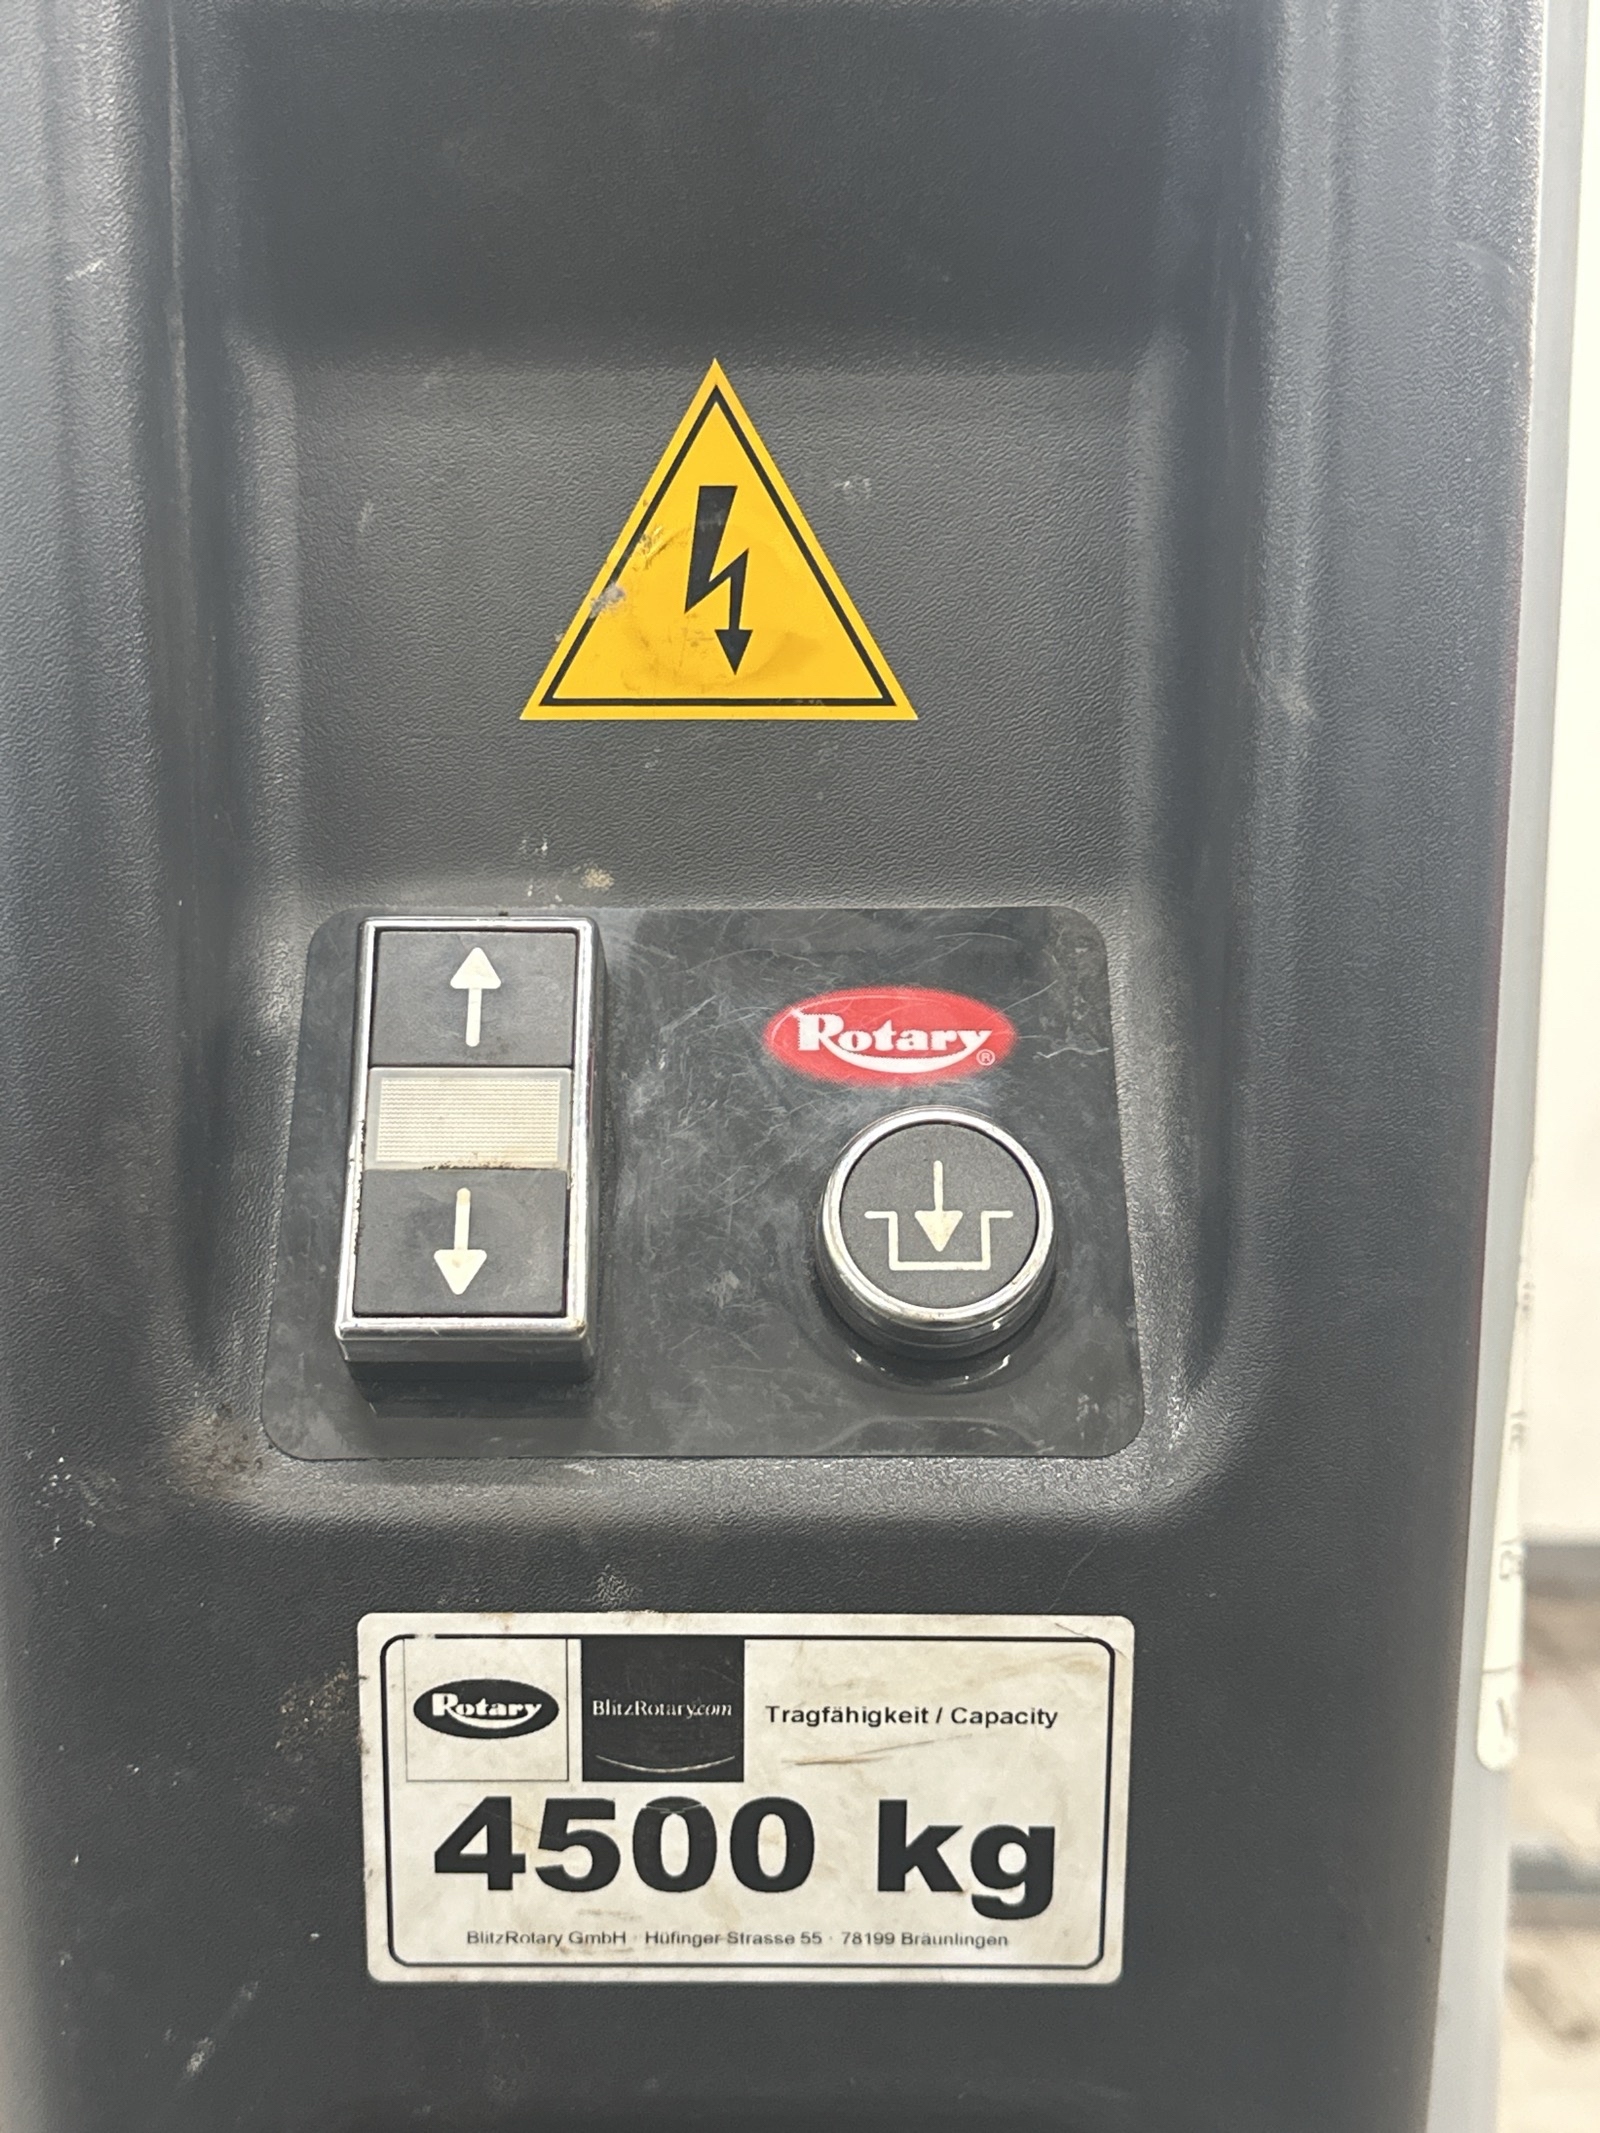 Rotary®
Rotary
BlitzRotary.com
Tragfähigkeit / Capacity
4500 kg
BlitzRotary GmbH · Hüfinger Strasse 55 · 78199 Bräunlingen